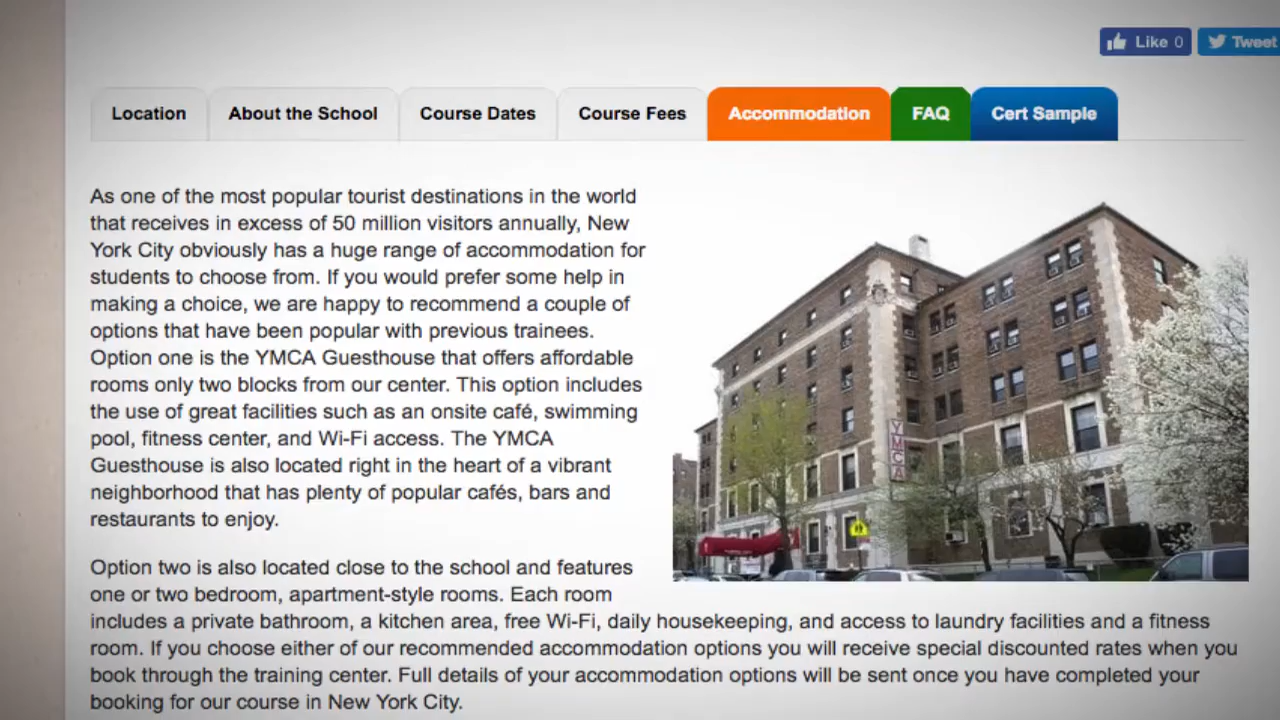 Like 0
Tweet
Location
About the School
Course Dates
Course Fees
Accommodation
FAQ
Cert Sample
As one of the most popular tourist destinations in the world
that receives in excess of 50 million visitors annually, New
York City obviously has a huge range of accommodation for
students to choose from. If you would prefer some help in
making a choice, we are happy to recommend a couple of
options that have been popular with previous trainees.
Option one is the YMCA Guesthouse that offers affordable
rooms only two blocks from our center. This option includes
the use of great facilities such as an onsite café, swimming
pool, fitness center, and Wi-Fi access. The YMCA
Guesthouse is also located right in the heart of a vibrant
neighborhood that has plenty of popular cafés, bars and
restaurants to enjoy.
YMCA
Option two is also located close to the school and features
one or two bedroom, apartment-style rooms. Each room
includes a private bathroom, a kitchen area, free Wi-Fi, daily housekeeping, and access to laundry facilities and a fitness
room. If you choose either of our recommended accommodation options you will receive special discounted rates when you
book through the training center. Full details of your accommodation options will be sent once you have completed your
booking for our course in New York City.